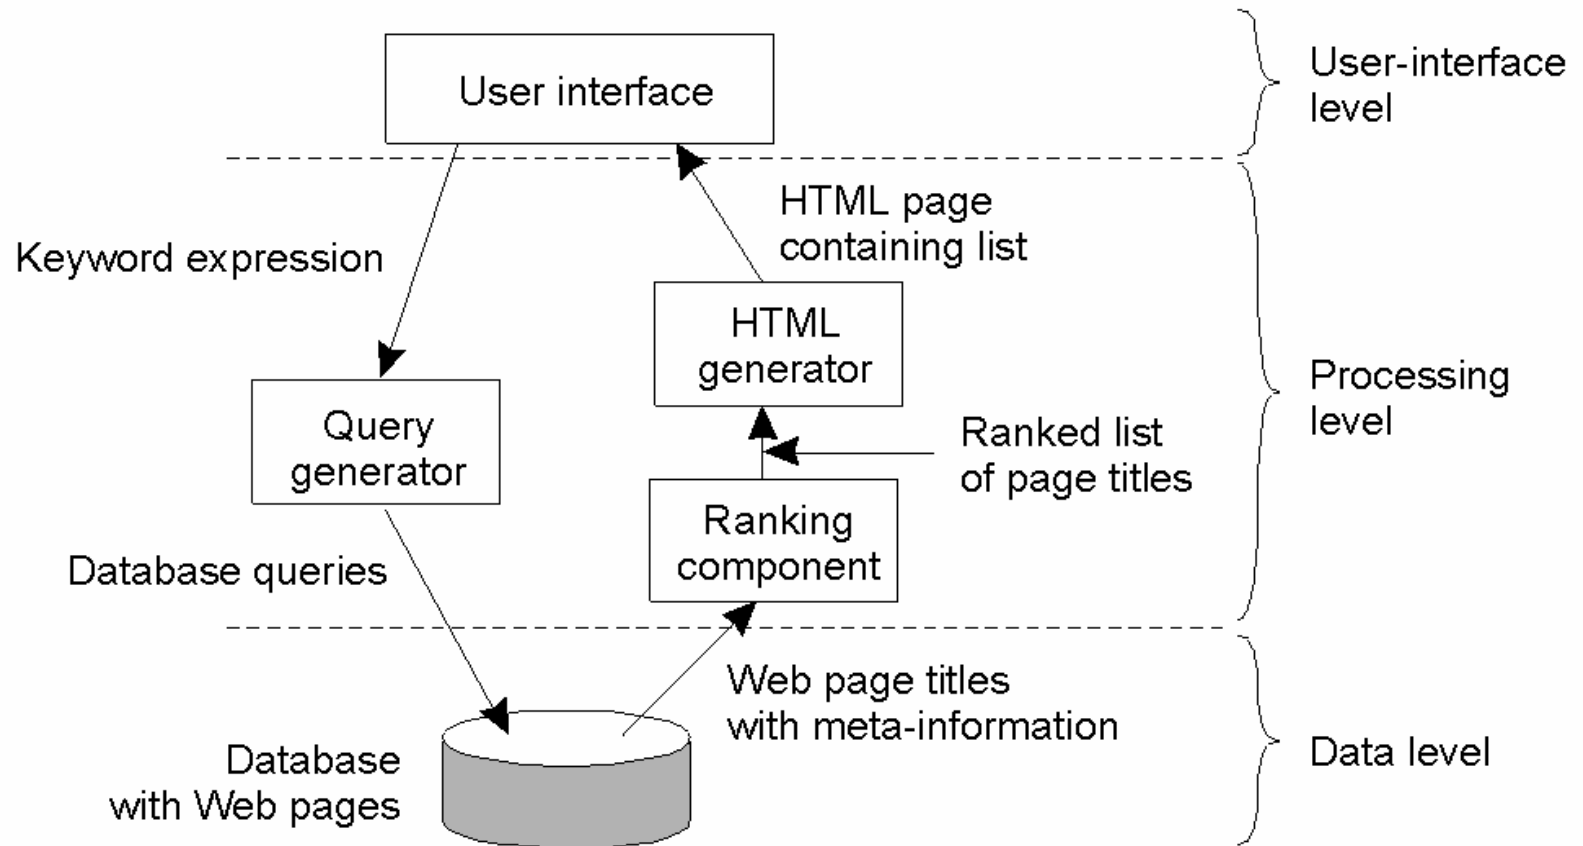 User interface
User-interface
level
HTML page
containing list
Keyword expression
HTML
generator
Processing
level
Query
generator
Ranked list
of page titles
Ranking
component
Database queries
Web page titles
with meta-information
Database
with Web pages
Data level